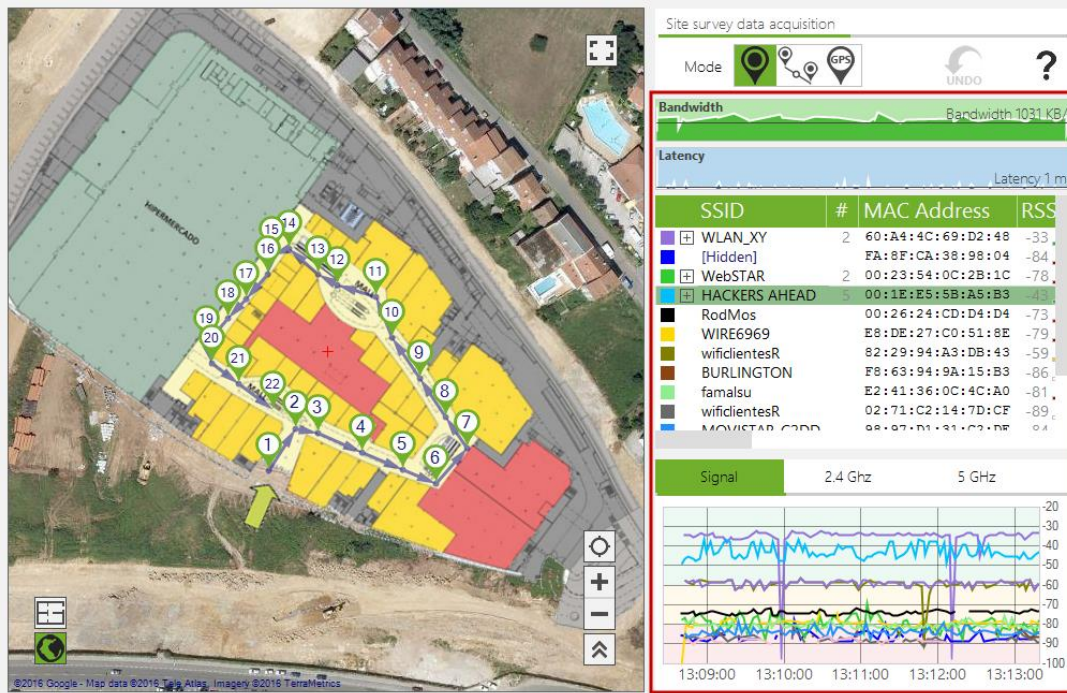 Site survey data acquisition
Mode
GPS
UNDO
?
HIPERMERCADO
14
15
13
16
12
11
17
MALL
18
10
19
20
9
21
8
MALL
22
2
3
7
4
1
5
6
©2016 Google - Map data ©2016 Tele Atlas, Imagery ©2016 TerraMetrics
Bandwidth
Bandwidth 1031 KB/
Latency
Latency 1 m
SSID # MAC Address RSS
WLAN_XY 2 60:A4:4C:69:D2:48 -33
[Hidden] FA:8F:CA:38:98:04 -84
WebSTAR 2 00:23:54:0C:2B:1C -78
HACKERS AHEAD 5 00:1E:E5:5B:A5:B3 -43
RodMos 00:26:24:CD:D4:D4 -73
WIRE6969 E8:DE:27:C0:51:8E -79
wificlientesR 82:29:94:A3:DB:43 -59
BURLINGTON F8:63:94:9A:15:B3 -86
famalsu E2:41:36:0C:4C:A0 -81
wificlientesR 02:71:C2:14:7D:CF -89
Signal 2.4 Ghz 5 GHz
-20
-30
-40
-50
-60
-70
-80
-90
-100
13:09:00 13:10:00 13:11:00 13:12:00 13:13:00